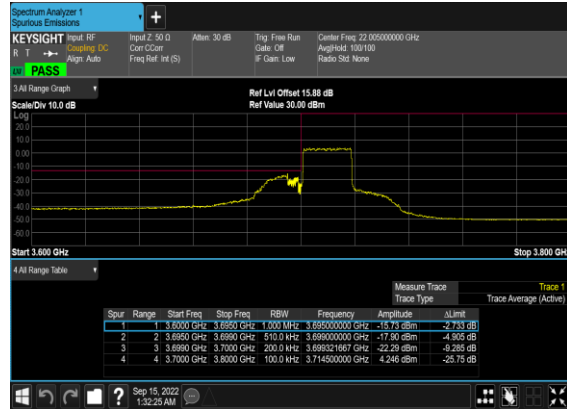 Spectrum Analyzer 1
Spurious Emissions
+
KEYSIGHT Input: RF Input Z: 50 Ω Atten: 30 dB Trig: Free Run Center Freq: 22.005000000 GHz
R T Coupling: DC Corr CCorr Gate: Off Avg|Hold: 100/100
Align: Auto Freq Ref: Int (S) IF Gain: Low Radio Std: None
PASS
3 All Range Graph
Ref Lvl Offset 15.88 dB
Scale/Div 10.0 dB Ref Value 30.00 dBm
Log
20.0
10.0
0.00
-10.0
-20.0
-30.0
-40.0
-50.0
-60.0
Start 3.600 GHz Stop 3.800 GHz
4 All Range Table
Measure Trace Trace 1
Trace Type Trace Average (Active)
Spur Range Start Freq Stop Freq RBW Frequency Amplitude ΔLimit
1 1 3.6000 GHz 3.6950 GHz 1.000 MHz 3.695000000 GHz -15.73 dBm -2.733 dB
2 2 3.6950 GHz 3.6990 GHz 510.0 kHz 3.699000000 GHz -17.90 dBm -4.905 dB
3 3 3.6990 GHz 3.7000 GHz 200.0 kHz 3.699321667 GHz -22.29 dBm -9.285 dB
4 4 3.7000 GHz 3.8000 GHz 100.0 kHz 3.714500000 GHz 4.246 dBm -25.75 dB
? Sep 15, 2022
1:32:25 AM